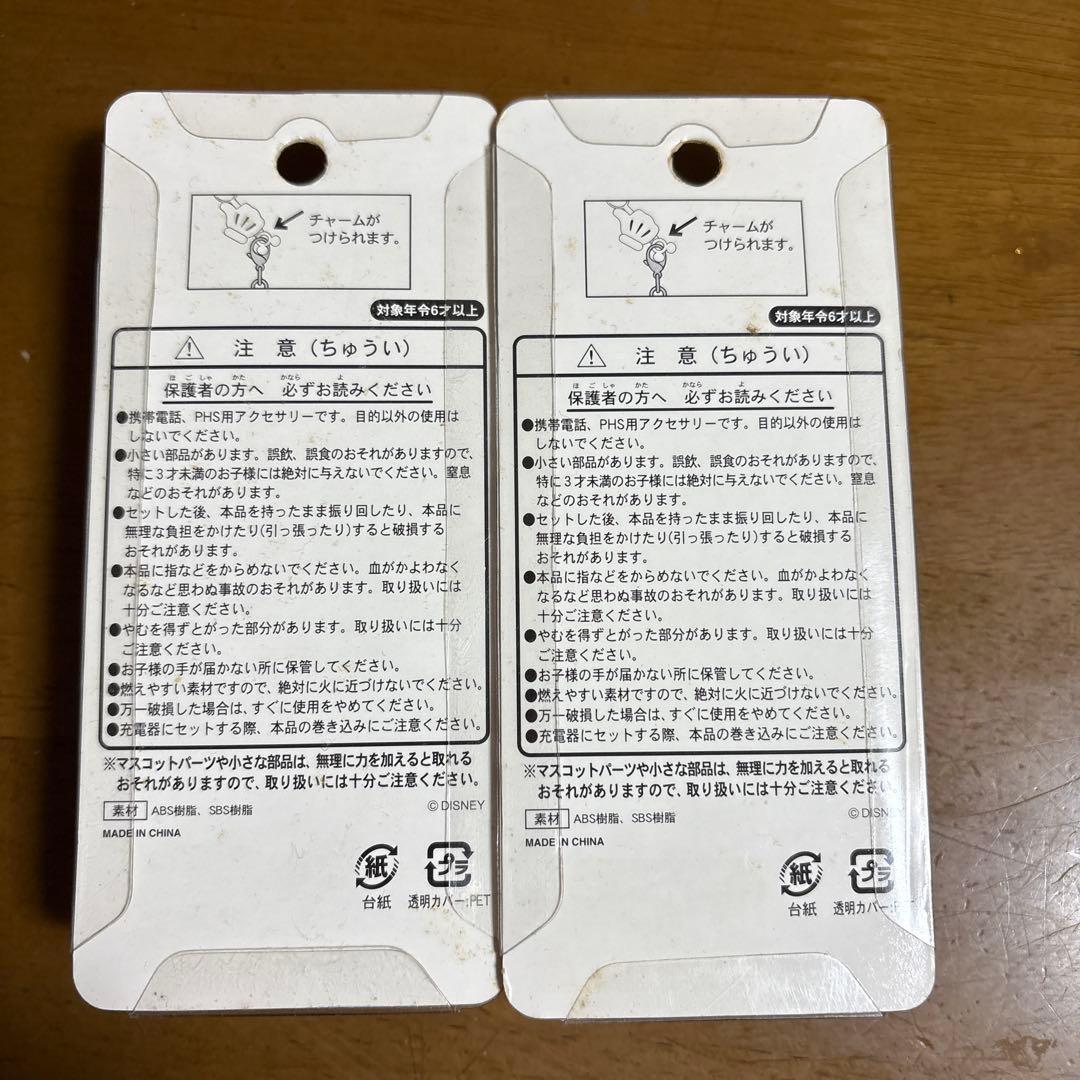 チャームが
つけられます。
対象年令6才以上
注意(ちゅうい)
ほごしゃ かた かなら よ
保護者の方へ 必ずお読みください
●携帯電話、PHS用アクセサリーです。目的以外の使用は
しないでください。
●小さい部品があります。誤飲、誤食のおそれがありますので、
特に3才未満のお子様には絶対に与えないでください。窒息
などのおそれがあります。
●セットした後、本品を持ったまま振り回したり、本品に
無理な負担をかけたり(引っ張ったり)すると破損する
おそれがあります。
●本品に指などをからめないでください。血がかよわなく
なるなど思わぬ事故のおそれがあります。取り扱いには
十分ご注意ください。
●やむを得ずとがった部分があります。取り扱いには十分
ご注意ください。
●お子様の手が届かない所に保管してください。
●燃えやすい素材ですので、絶対に火に近づけないでください。
●万一破損した場合は、すぐに使用をやめてください。
●充電器にセットする際、本品の巻き込みにご注意ください。
※マスコットパーツや小さな部品は、無理に力を加えると取れる
おそれがありますので、取り扱いには十分ご注意ください。
素材 ABS樹脂、SBS樹脂
©DISNEY
MADE IN CHINA
紙 プラ
台紙 透明カバー:PET
チャームが
つけられます。
対象年令6才以上
注意(ちゅうい)
ほごしゃ かた かなら よ
保護者の方へ 必ずお読みください
●携帯電話、PHS用アクセサリーです。目的以外の使用は
しないでください。
●小さい部品があります。誤飲、誤食のおそれがありますので、
特に3才未満のお子様には絶対に与えないでください。窒息
などのおそれがあります。
●セットした後、本品を持ったまま振り回したり、本品に
無理な負担をかけたり(引っ張ったり)すると破損する
おそれがあります。
●本品に指などをからめないでください。血がかよわなく
なるなど思わぬ事故のおそれがあります。取り扱いには
十分ご注意ください。
●やむを得ずとがった部分があります。取り扱いには十分
ご注意ください。
●お子様の手が届かない所に保管してください。
●燃えやすい素材ですので、絶対に火に近づけないでください。
●万一破損した場合は、すぐに使用をやめてください。
●充電器にセットする際、本品の巻き込みにご注意ください。
※マスコットパーツや小さな部品は、無理に力を加えると取れる
おそれがありますので、取り扱いには十分ご注意ください
素材 ABS樹脂、SBS樹脂
©DISN
MADE IN CHINA
紙 プラ
台紙 透明カバー:P